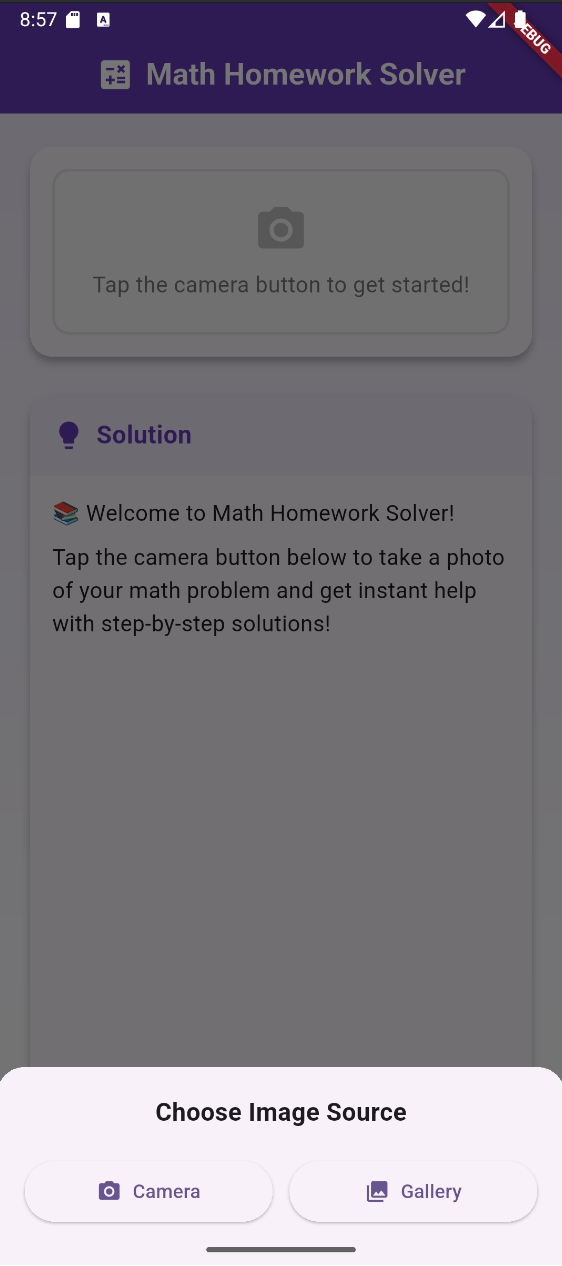 8:57
A
DEBUG
Math Homework Solver
Tap the camera button to get started!
Solution
📚 Welcome to Math Homework Solver!
Tap the camera button below to take a photo
of your math problem and get instant help
with step-by-step solutions!
Choose Image Source
Camera
Gallery